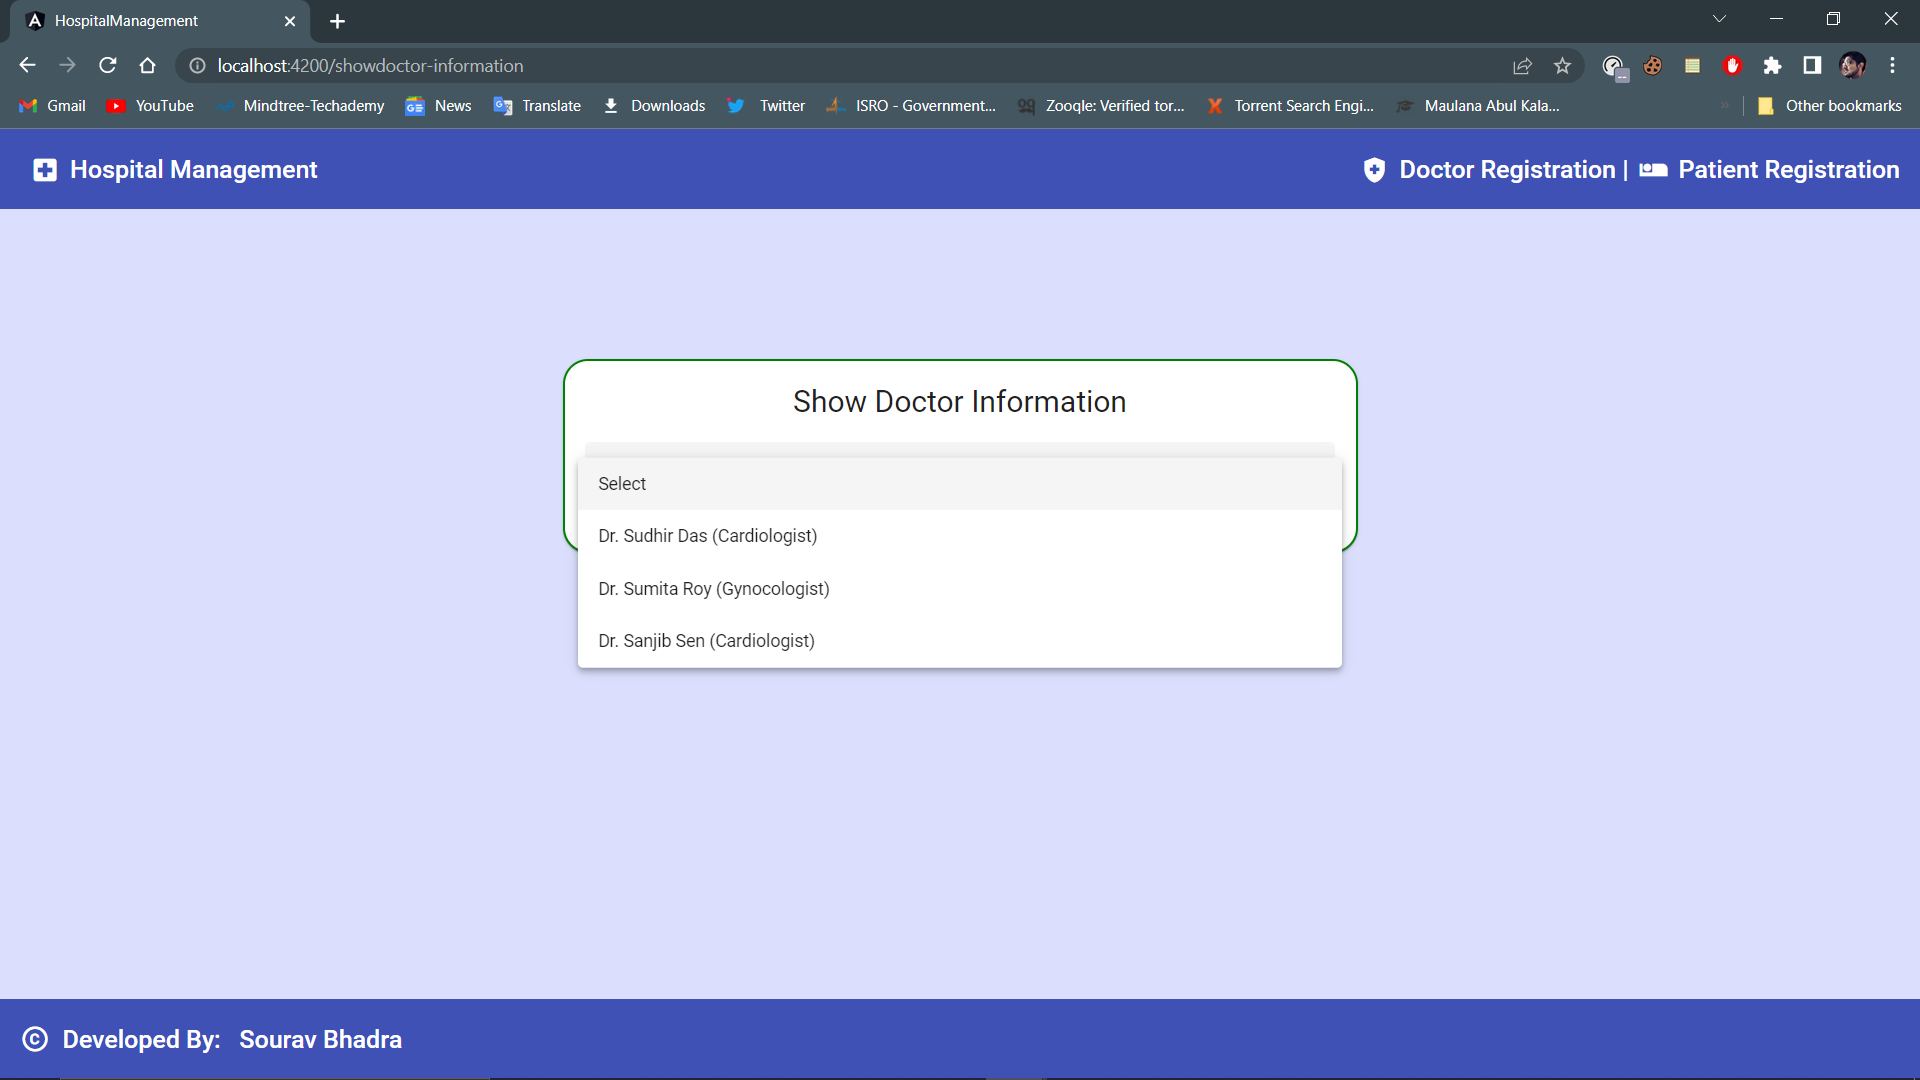 HospitalManagement
localhost:4200/showdoctor-information
Gmail YouTube Mindtree-Techademy News Translate Downloads Twitter ISRO - Government... Zooqle: Verified tor... Torrent Search Engi... Maulana Abul Kala... Other bookmarks
Hospital Management Doctor Registration | Patient Registration
Show Doctor Information
Select
Dr. Sudhir Das (Cardiologist)
Dr. Sumita Roy (Gynocologist)
Dr. Sanjib Sen (Cardiologist)
© Developed By: Sourav Bhadra